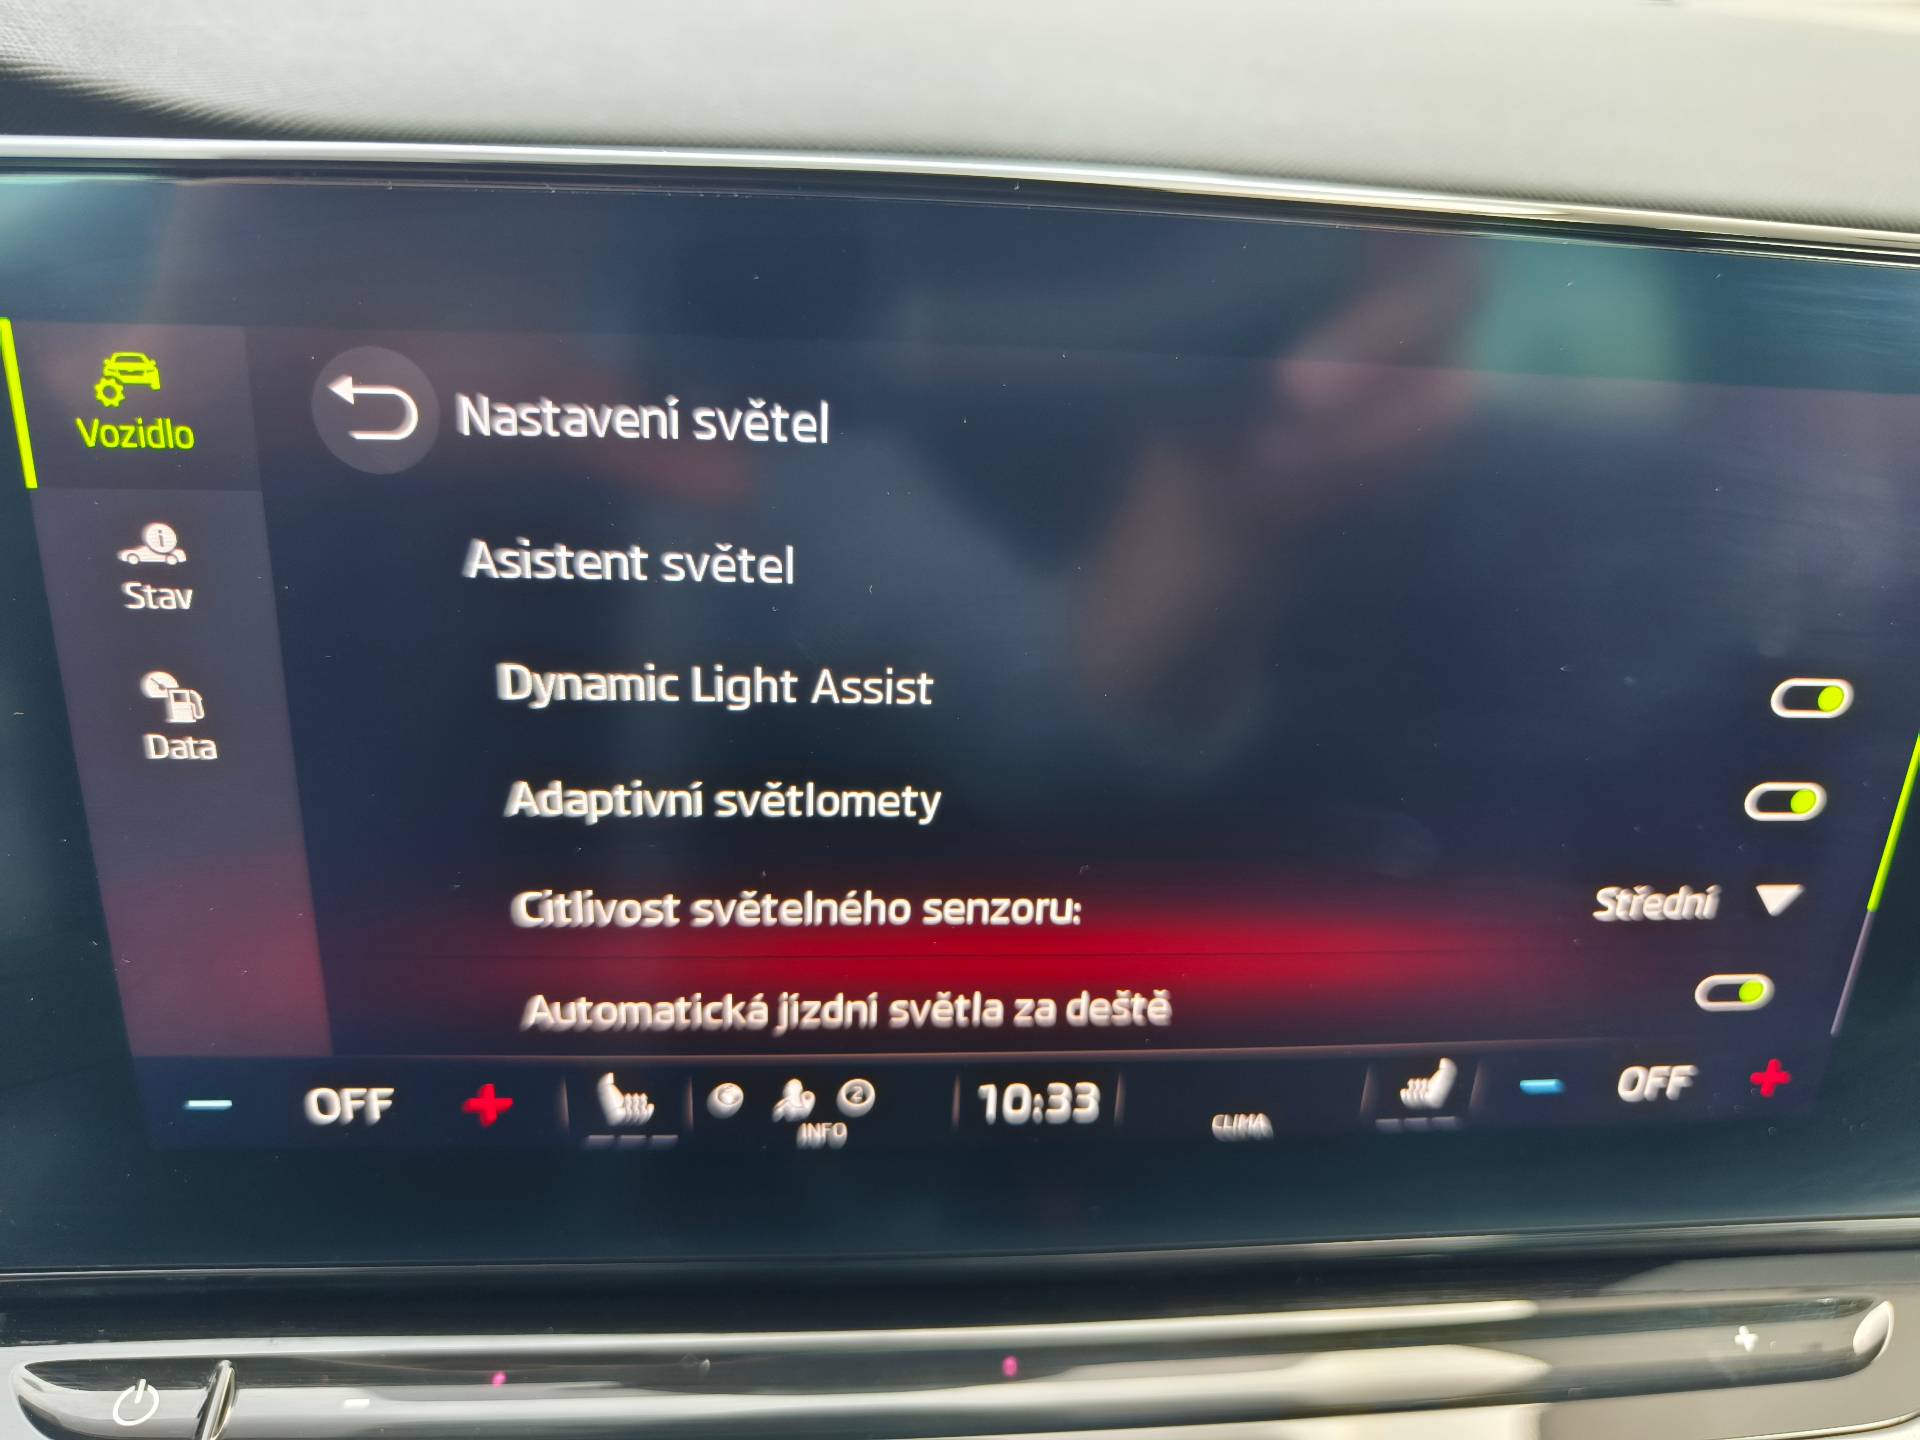 Vozidlo
Stav
Data
Nastavení světel
Asistent světel
Dynamic Light Assist
Adaptivní světlomety
Citlivost světelného senzoru: Střední
Automatická jízdní světla za deště
OFF
2
INFO
10:33
CLIMA
OFF